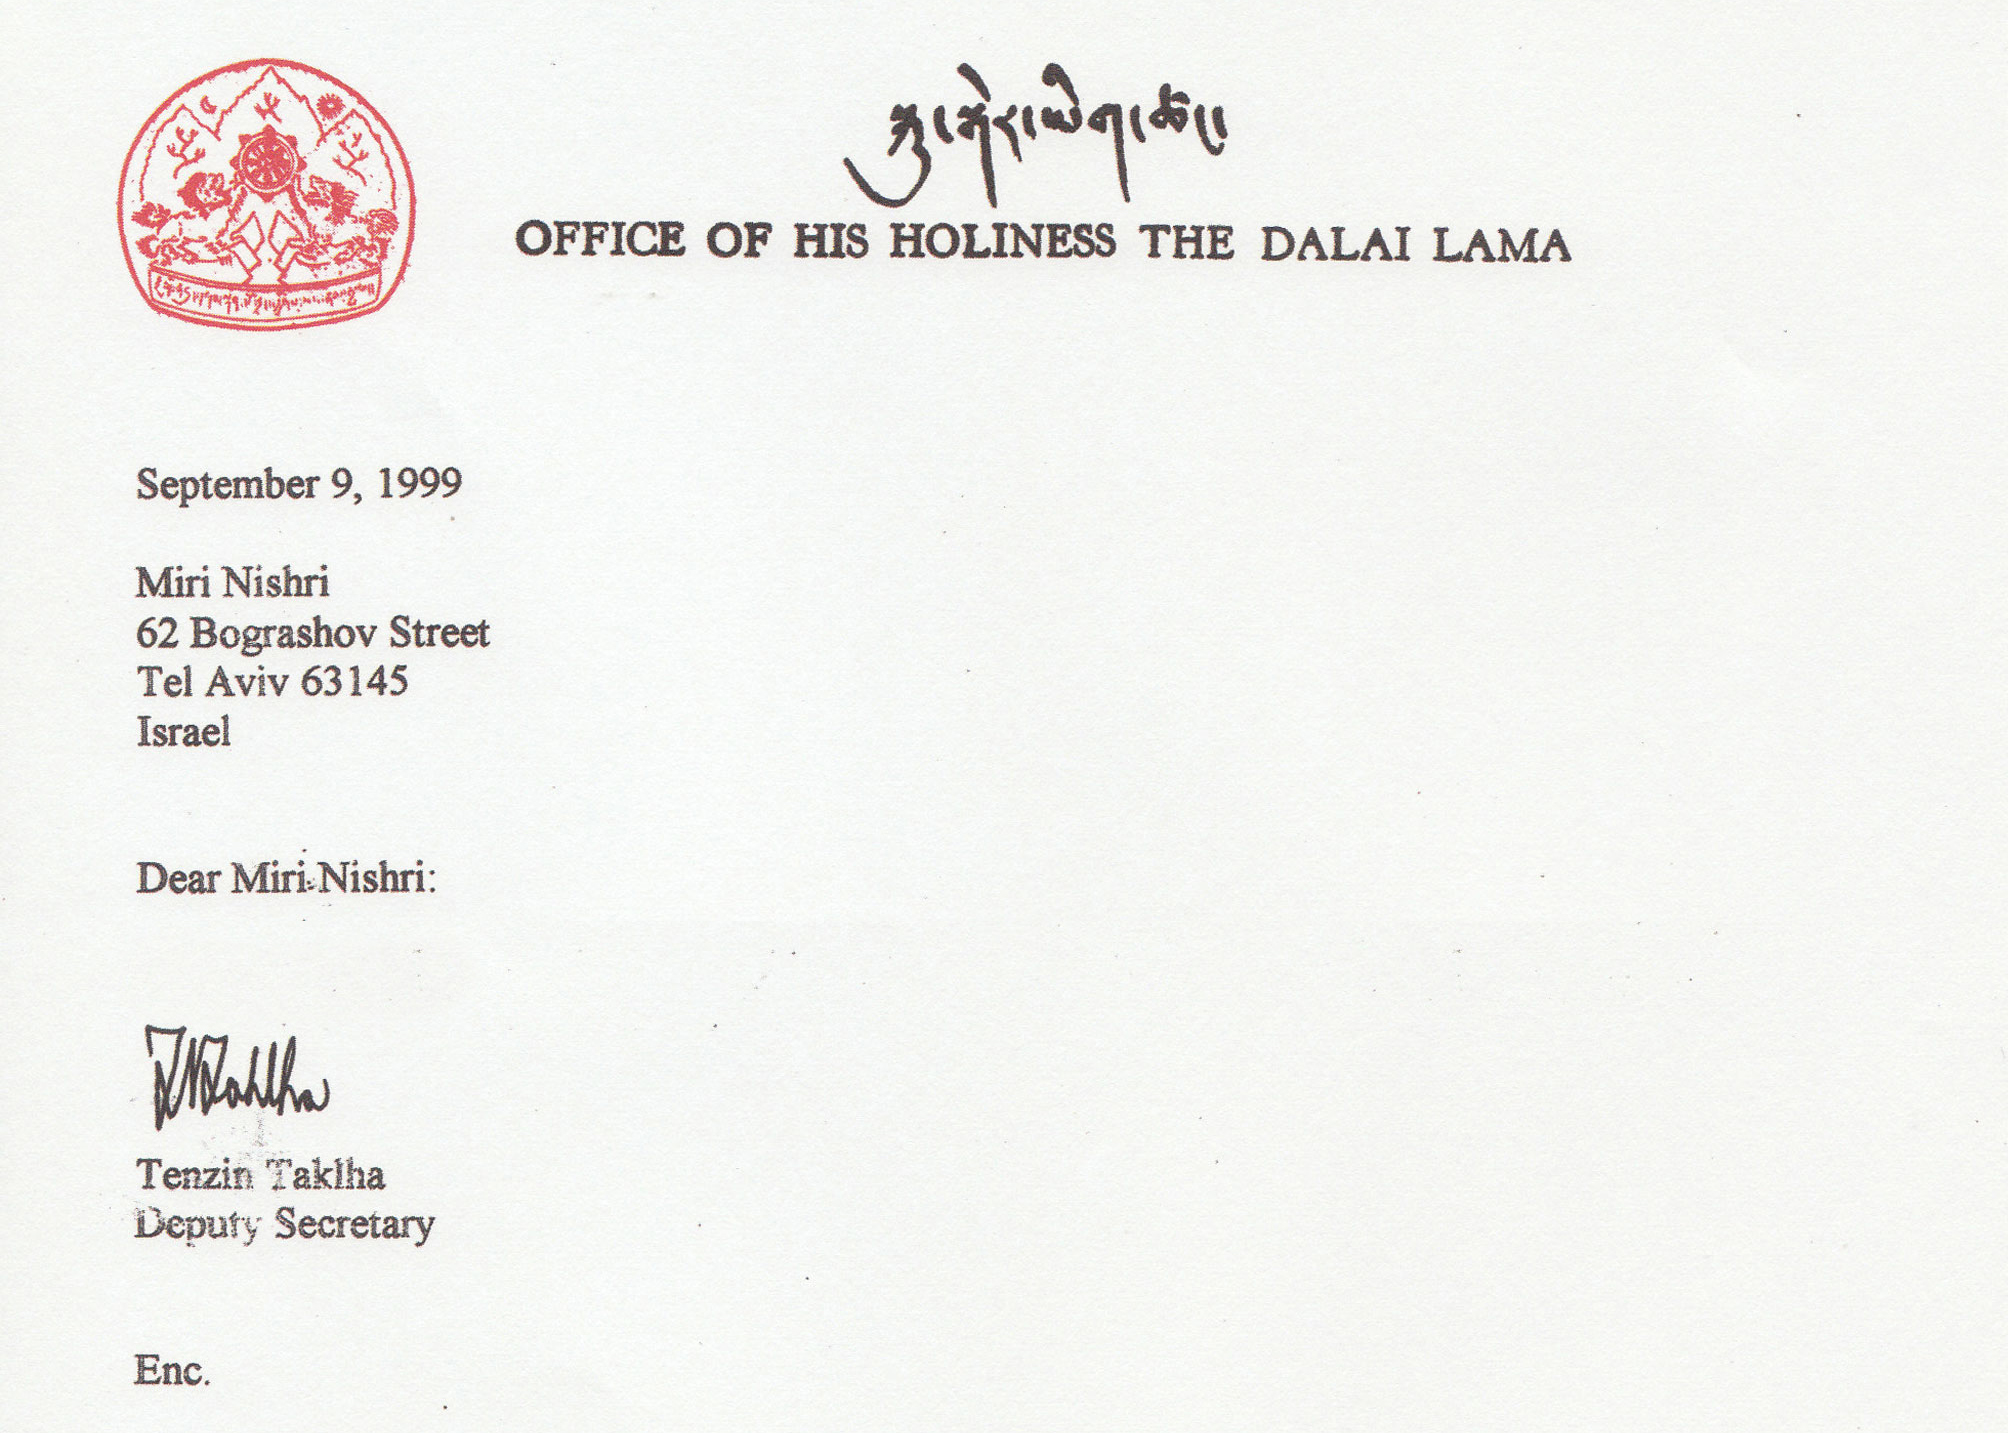 སྐུ་སྒེར་ཡིག་ཚང།
OFFICE OF HIS HOLINESS THE DALAI LAMA
September 9, 1999
Miri Nishri
62 Bograshov Street
Tel Aviv 63145
Israel
Dear Miri Nishri:
Tenzin Taklha
Deputy Secretary
Enc.